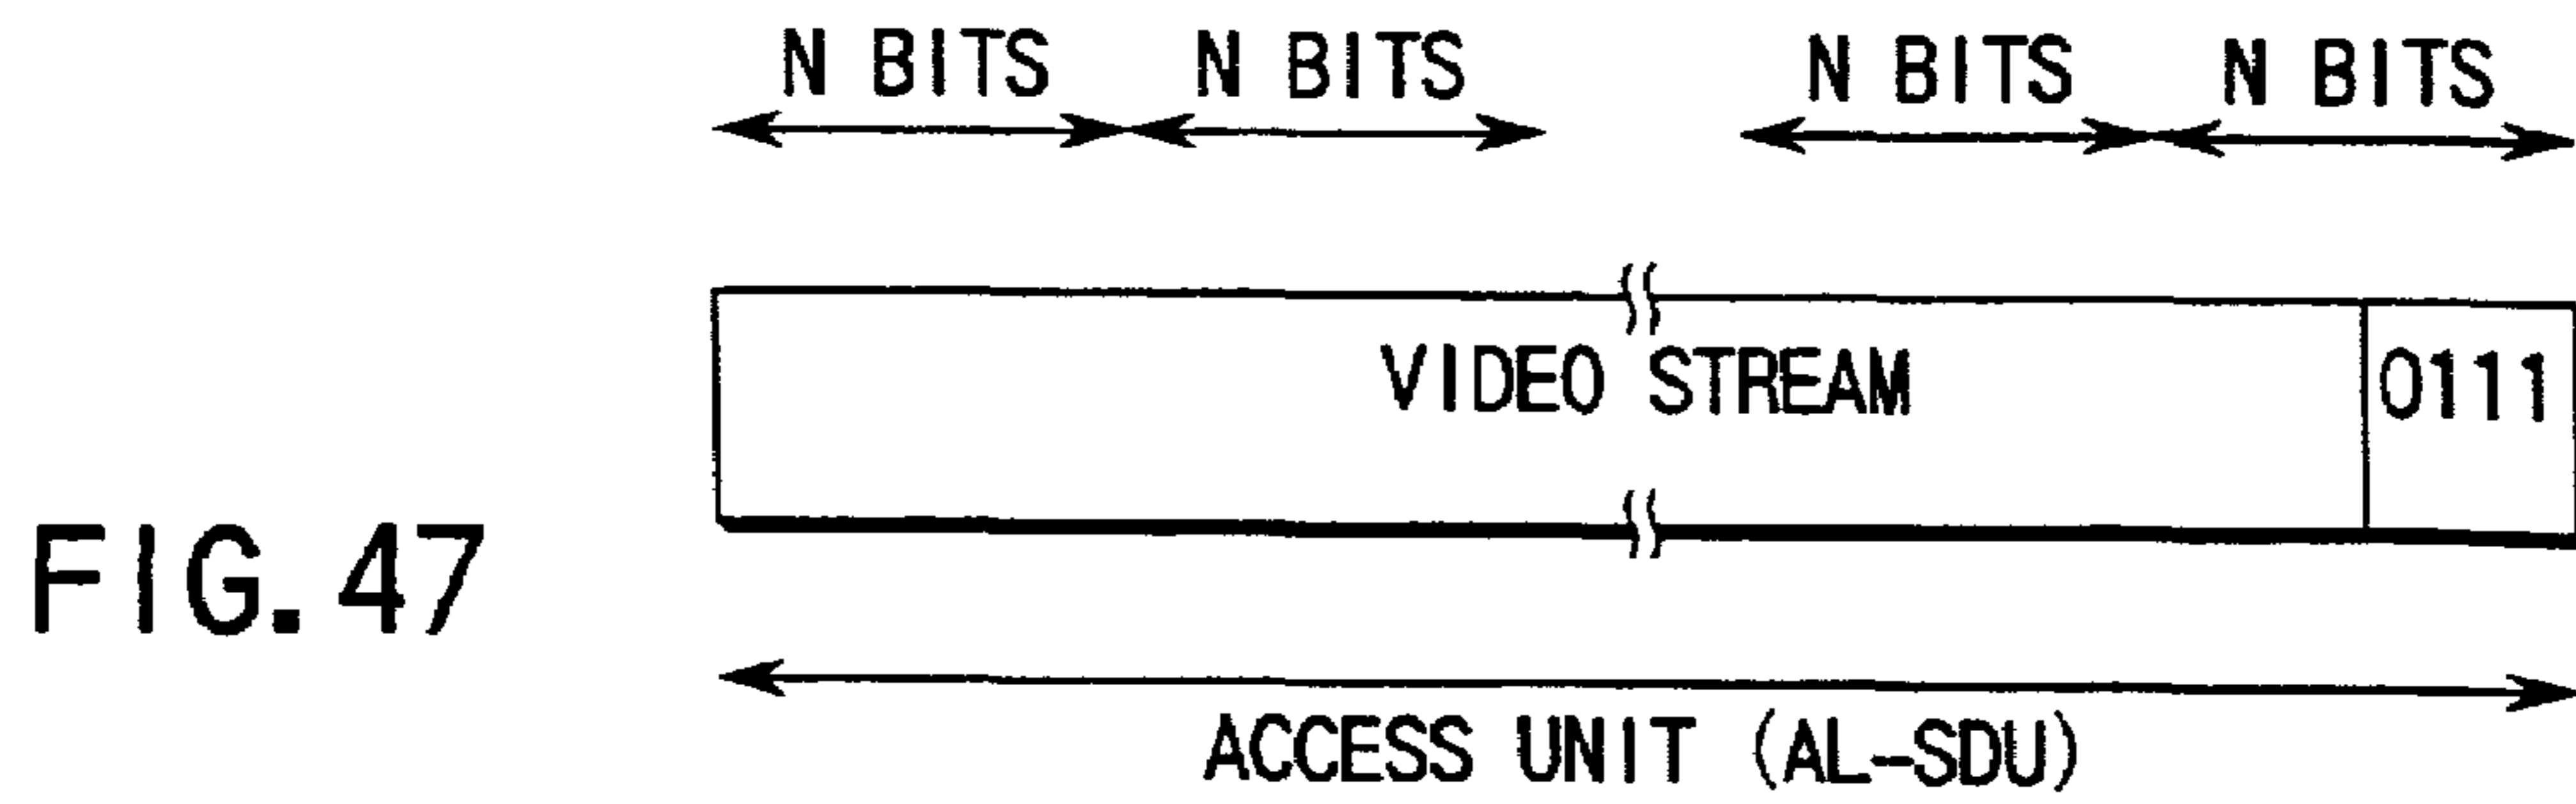 N BITS N BITS N BITS N BITS
VIDEO STREAM 0111
FIG. 47
ACCESS UNIT (AL-SDU)